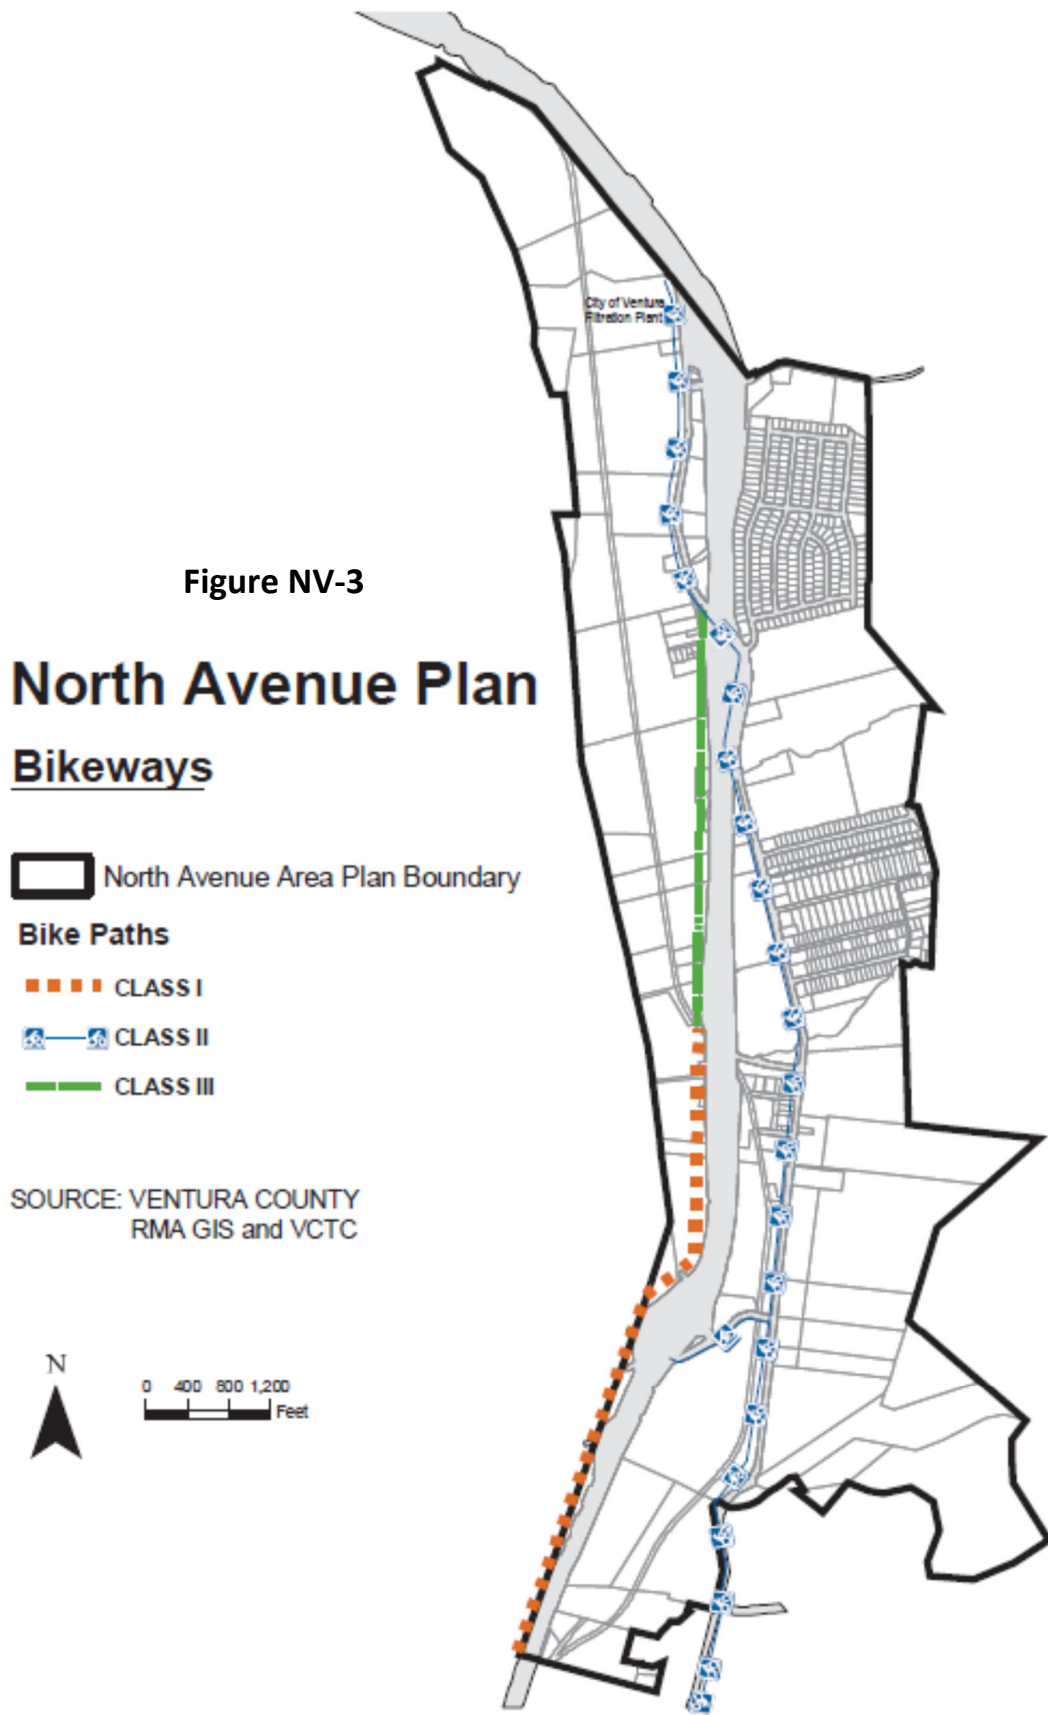 City of Ventura
Filtration Plant
Figure NV-3
North Avenue Plan
Bikeways
North Avenue Area Plan Boundary
Bike Paths
CLASS I
CLASS II
CLASS III
SOURCE: VENTURA COUNTY
RMA GIS and VCTC
N
0 400 800 1,200
Feet